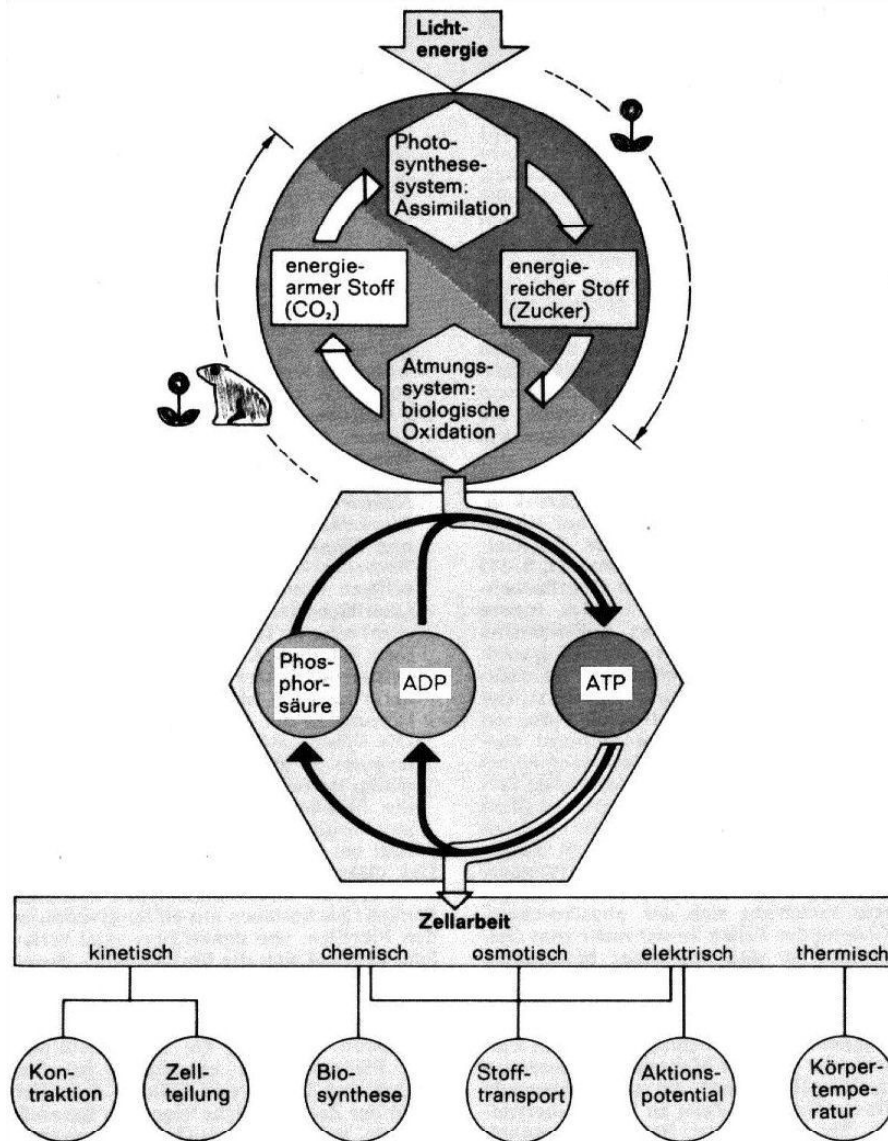 Licht-
energie
Photo-
synthese-
system:
Assimilation
energie-
armer Stoff
(CO₂)
energie-
reicher Stoff
(Zucker)
Atmungs-
system:
biologische
Oxidation
Phos-
phor-
säure
ADP
ATP
Zellarbeit
kinetisch chemisch osmotisch elektrisch thermisch
Kon-
traktion
Zell-
teilung
Bio-
synthese
Stoff-
transport
Aktions-
potential
Körper-
tempe-
ratur